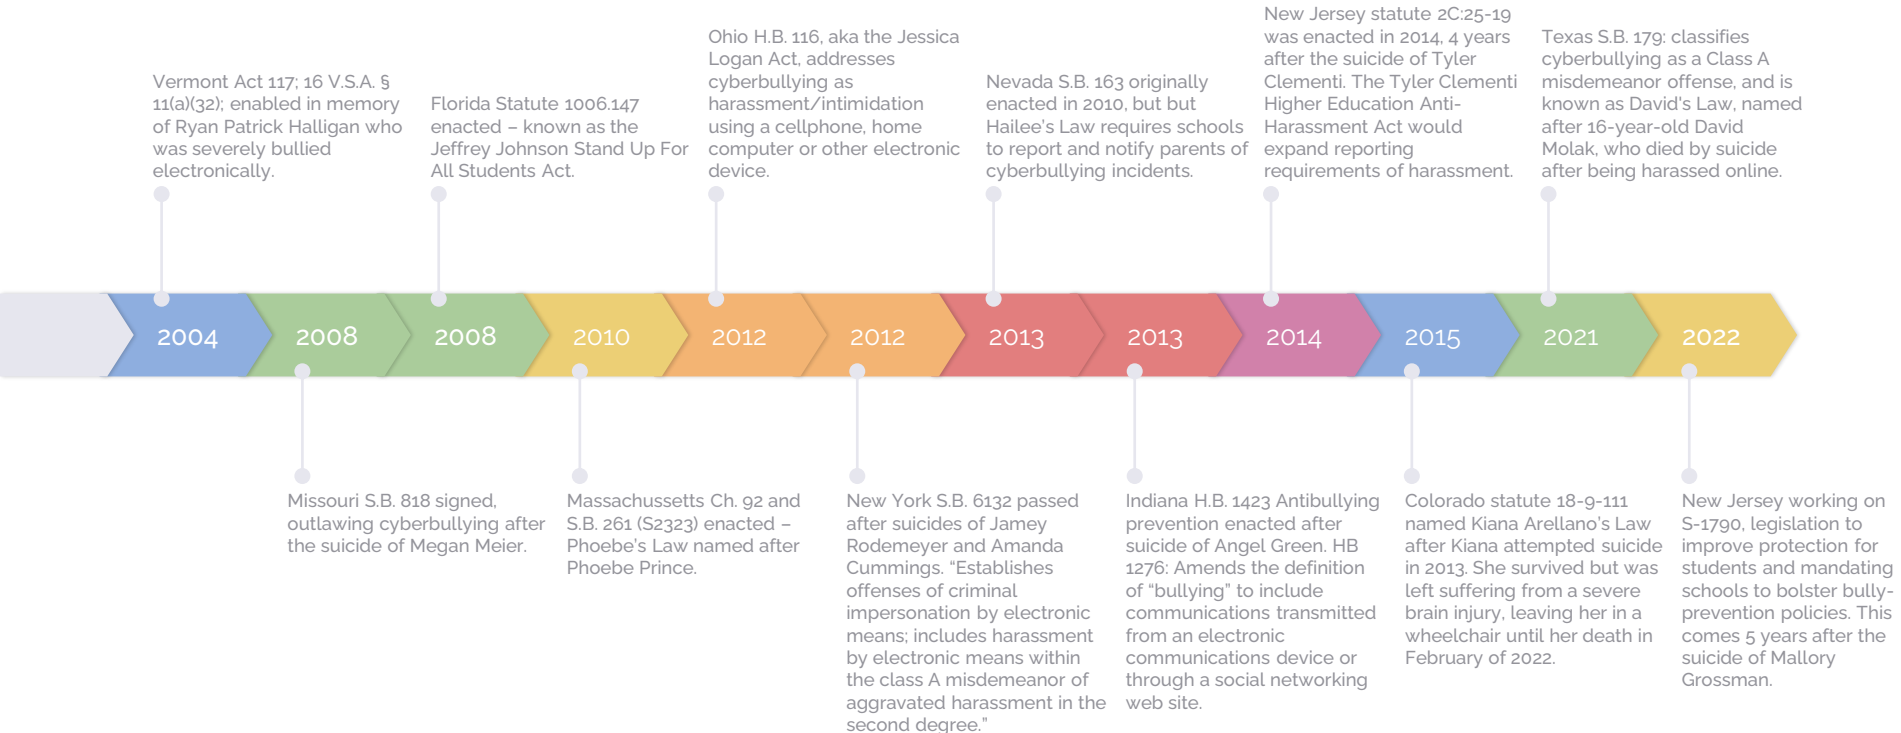 Vermont Act 117; 16 V.S.A. §
11(a)(32); enabled in memory
of Ryan Patrick Halligan who
was severely bullied
electronically.
Florida Statute 1006.147
enacted – known as the
Jeffrey Johnson Stand Up For
All Students Act.
Ohio H.B. 116, aka the Jessica
Logan Act, addresses
cyberbullying as
harassment/intimidation
using a cellphone, home
computer or other electronic
device.
Nevada S.B. 163 originally
enacted in 2010, but but
Hailee’s Law requires schools
to report and notify parents of
cyberbullying incidents.
New Jersey statute 2C:25-19
was enacted in 2014, 4 years
after the suicide of Tyler
Clementi. The Tyler Clementi
Higher Education Anti-
Harassment Act would
expand reporting
requirements of harassment.
Texas S.B. 179: classifies
cyberbullying as a Class A
misdemeanor offense, and is
known as David's Law, named
after 16-year-old David
Molak, who died by suicide
after being harassed online.
2004
2008
2008
2010
2012
2012
2013
2013
2014
2015
2021
2022
Missouri S.B. 818 signed,
outlawing cyberbullying after
the suicide of Megan Meier.
Massachussetts Ch. 92 and
S.B. 261 (S2323) enacted –
Phoebe’s Law named after
Phoebe Prince.
New York S.B. 6132 passed
after suicides of Jamey
Rodemeyer and Amanda
Cummings. “Establishes
offenses of criminal
impersonation by electronic
means; includes harassment
by electronic means within
the class A misdemeanor of
aggravated harassment in the
second degree.”
Indiana H.B. 1423 Antibullying
prevention enacted after
suicide of Angel Green. HB
1276: Amends the definition
of “bullying” to include
communications transmitted
from an electronic
communications device or
through a social networking
web site.
Colorado statute 18-9-111
named Kiana Arellano’s Law
after Kiana attempted suicide
in 2013. She survived but was
left suffering from a severe
brain injury, leaving her in a
wheelchair until her death in
February of 2022.
New Jersey working on
S-1790, legislation to
improve protection for
students and mandating
schools to bolster bully-
prevention policies. This
comes 5 years after the
suicide of Mallory
Grossman.